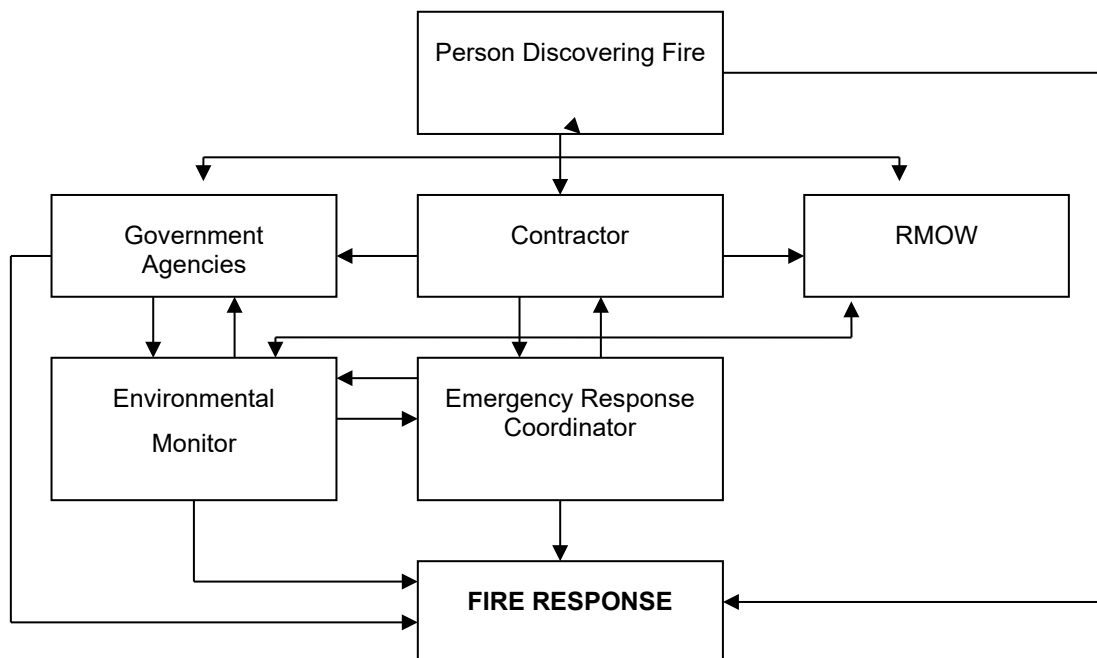 Person Discovering Fire
Government
Agencies
Contractor
RMOW
Environmental
Monitor
Emergency Response
Coordinator
FIRE RESPONSE